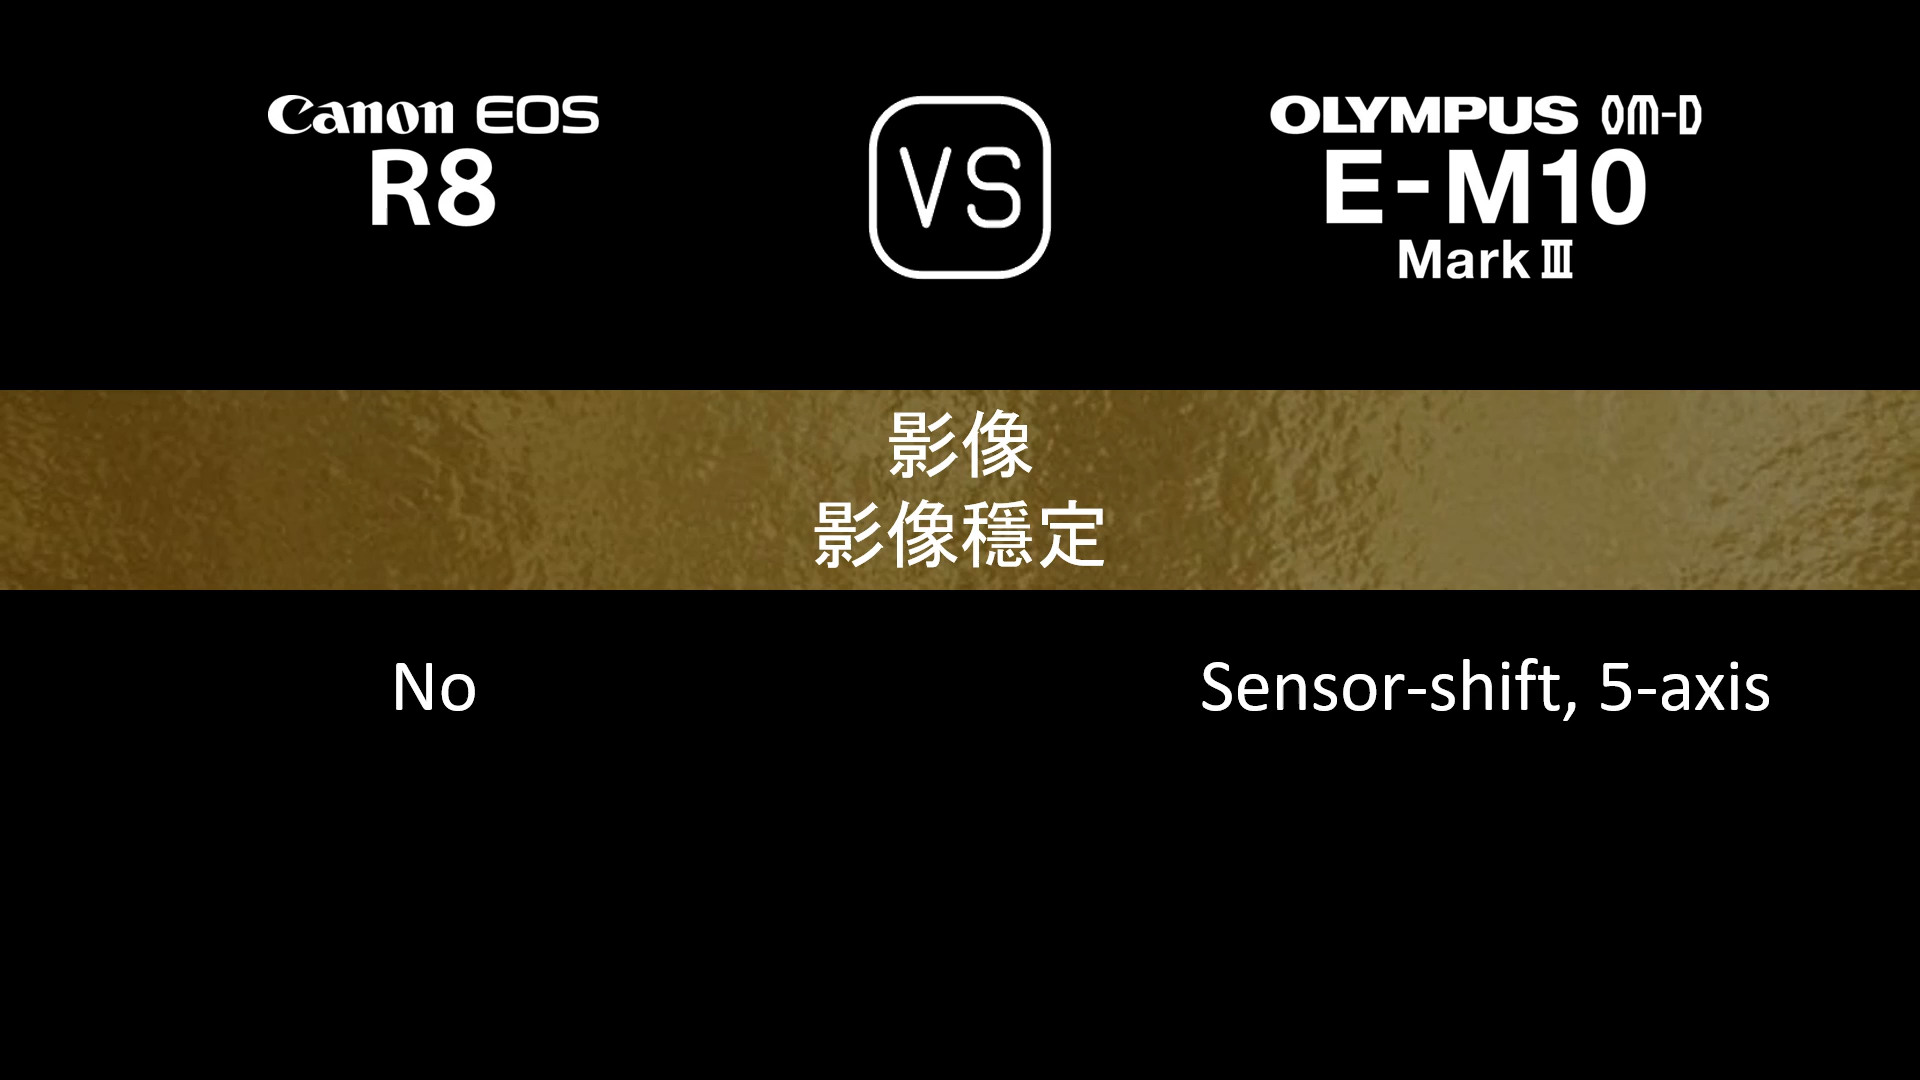 Canon EOS
R8
VS
OLYMPUS OM-D
E-M10
Mark III
影像
影像穩定
No
Sensor-shift, 5-axis